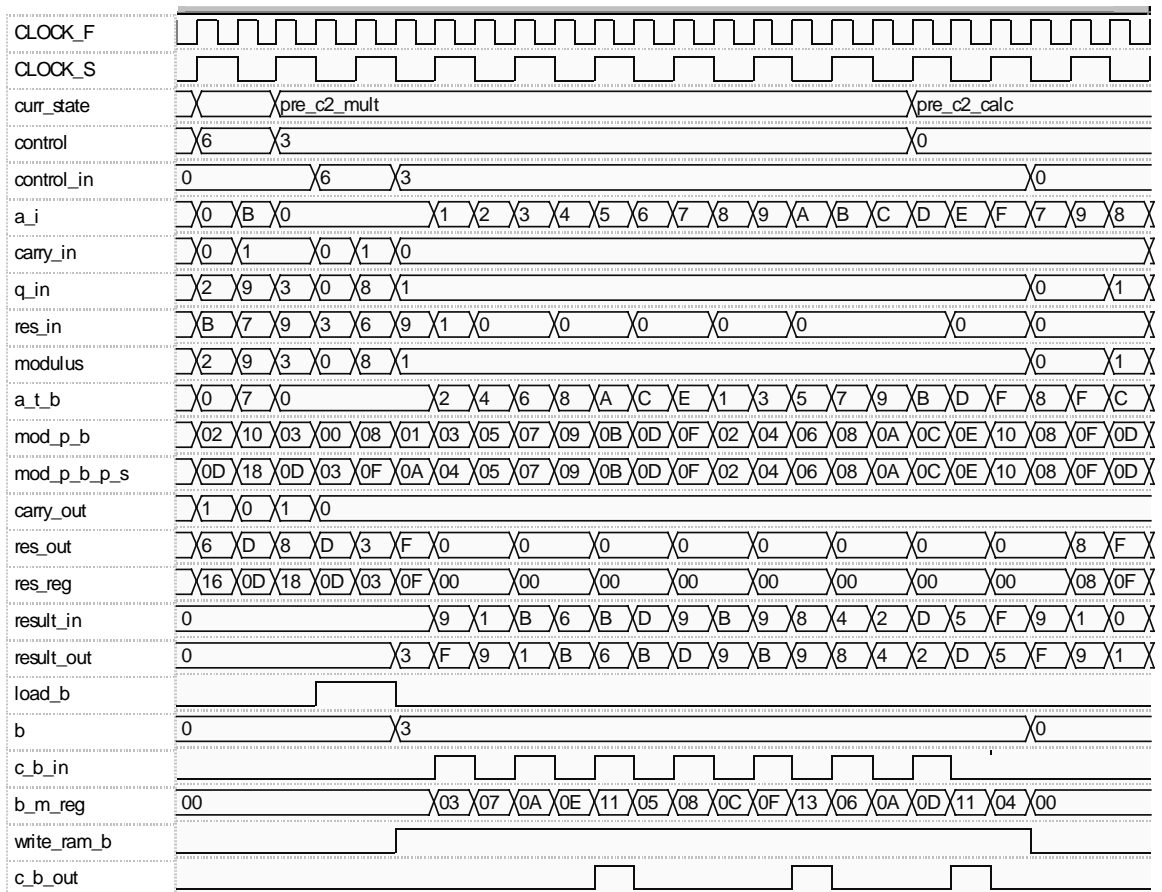 CLOCK_F
CLOCK_S
curr_state pre_c2_mult pre_c2_calc
control 6 3 0
control_in 0 6 3 0
a_i 0 B 0 1 2 3 4 5 6 7 8 9 A B C D E F 7 9 8
carry_in 0 1 0 1 0
q_in 2 9 3 0 8 1 0 1
res_in B 7 9 3 6 9 1 0 0 0 0 0 0 0
modulus 2 9 3 0 8 1 0 1
a_t_b 0 7 0 2 4 6 8 A C E 1 3 5 7 9 B D F 8 F C
mod_p_b 02 10 03 00 08 01 03 05 07 09 0B 0D 0F 02 04 06 08 0A 0C 0E 10 08 0F 0D
mod_p_b_p_s 0D 18 0D 03 0F 0A 04 05 07 09 0B 0D 0F 02 04 06 08 0A 0C 0E 10 08 0F 0D
carry_out 1 0 1 0
res_out 6 D 8 D 3 F 0 0 0 0 0 0 0 0 8 F
res_reg 16 0D 18 0D 03 0F 00 00 00 00 00 00 00 00 08 0F
result_in 0 9 1 B 6 B D 9 B 9 8 4 2 D 5 F 9 1 0
result_out 0 3 F 9 1 B 6 B D 9 B 9 8 4 2 D 5 F 9 1
load_b
b 0 3 0
c_b_in
b_m_reg 00 03 07 0A 0E 11 05 08 0C 0F 13 06 0A 0D 11 04 00
write_ram_b
c_b_out